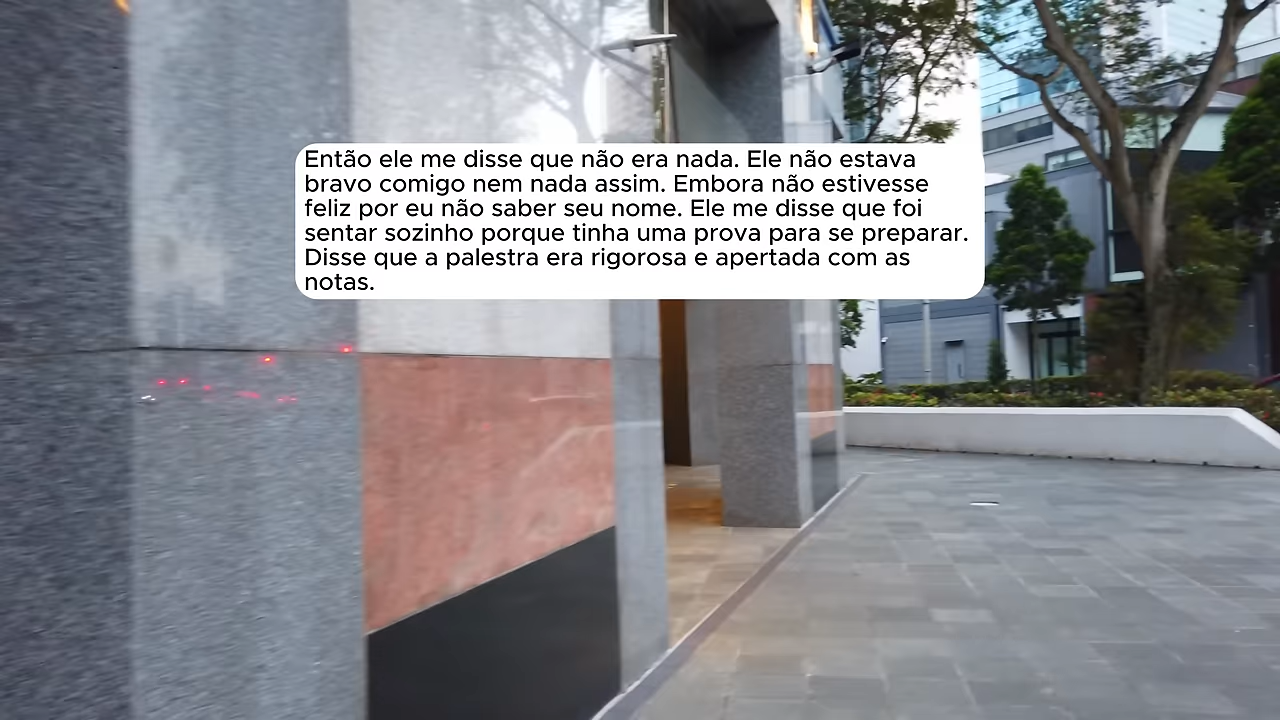 Então ele me disse que não era nada. Ele não estava
bravo comigo nem nada assim. Embora não estivesse
feliz por eu não saber seu nome. Ele me disse que foi
sentar sozinho porque tinha uma prova para se preparar.
Disse que a palestra era rigorosa e apertada com as
notas.